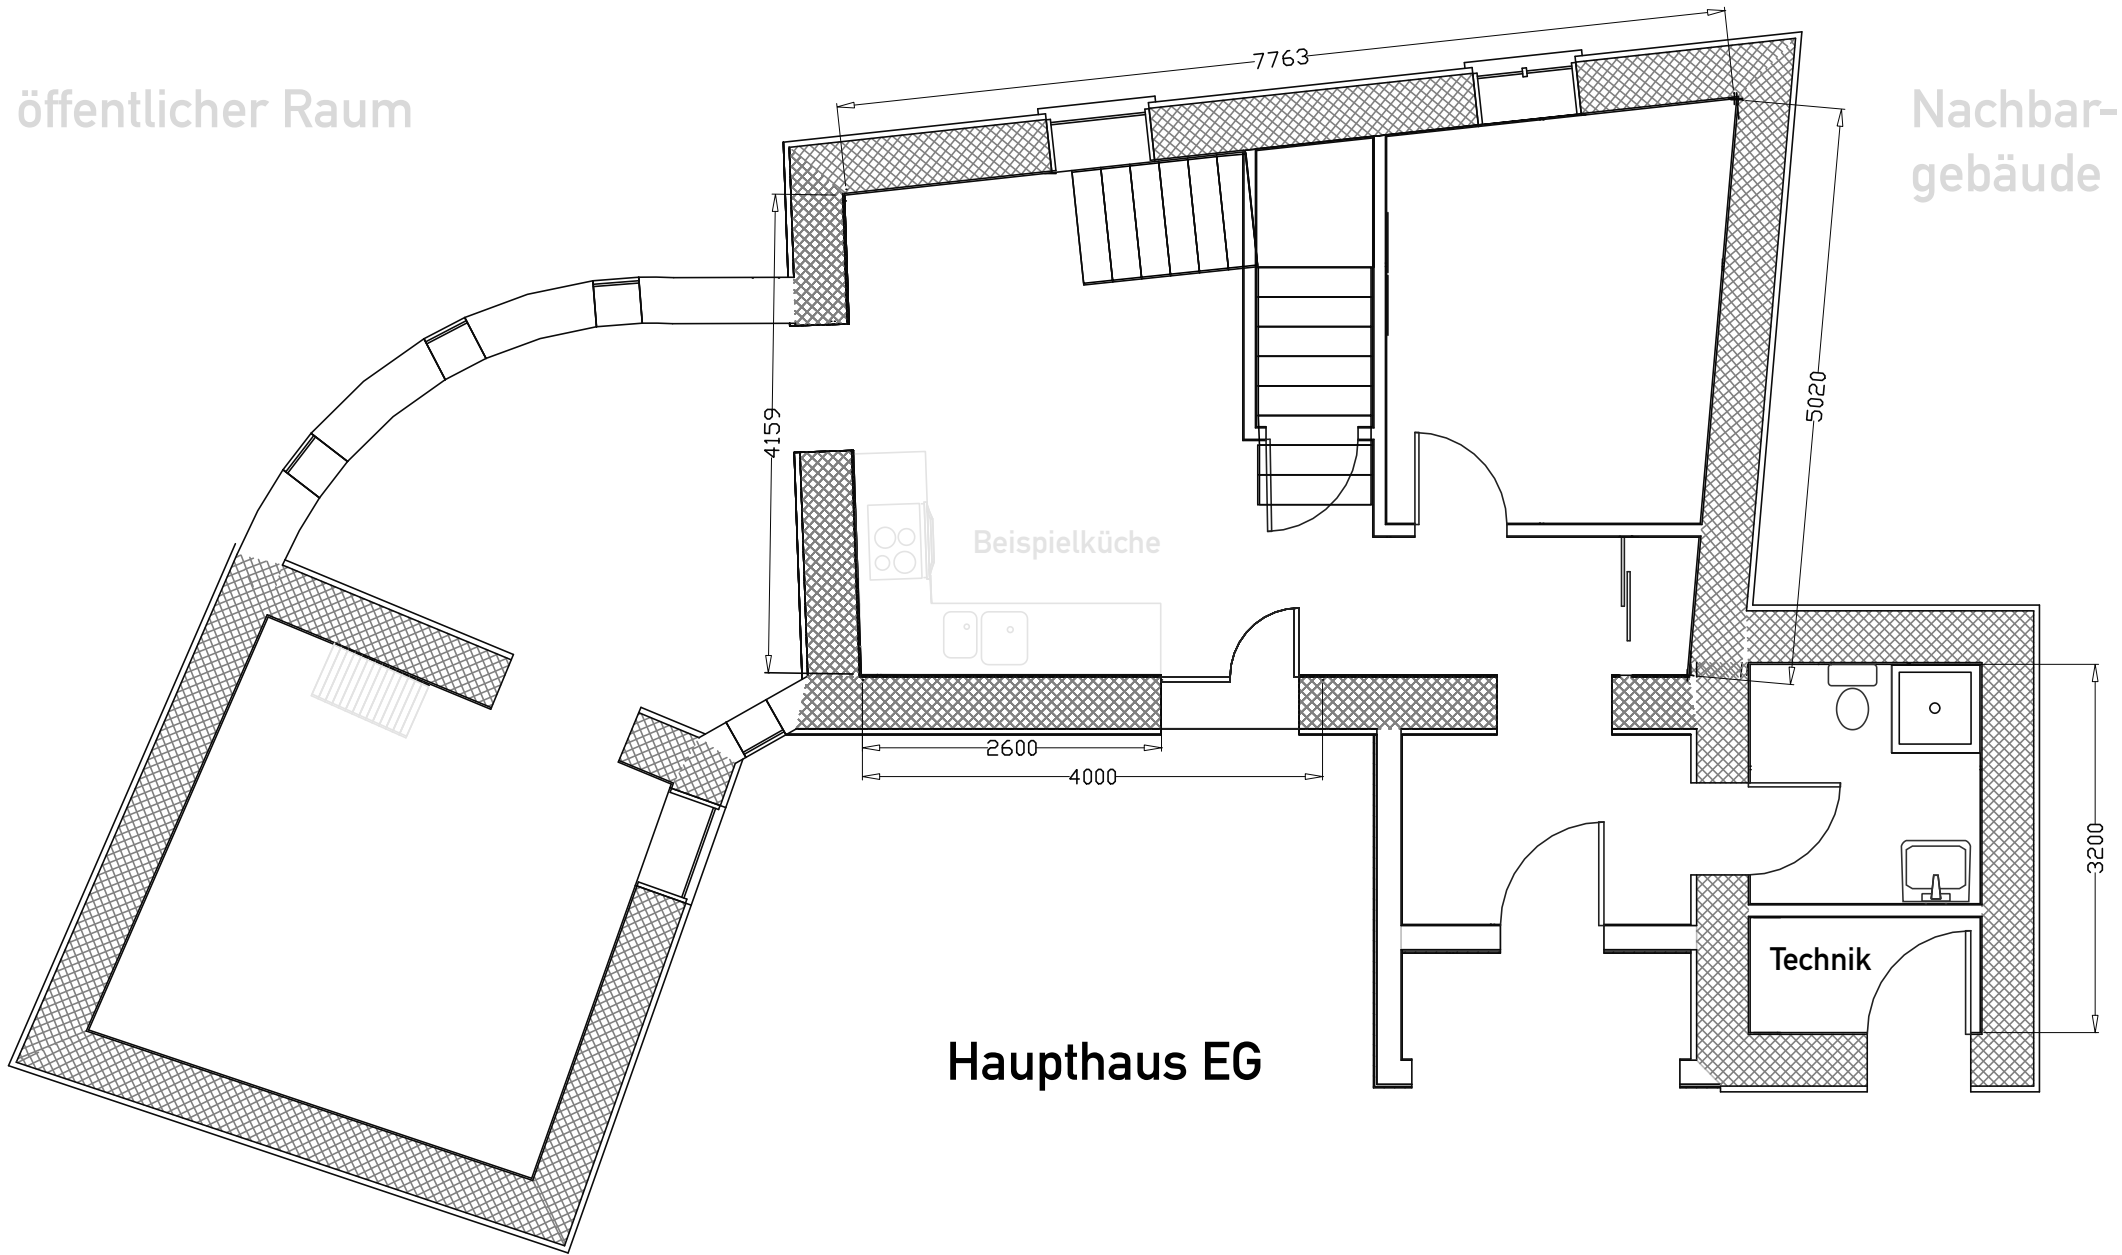 7763
öffentlicher Raum
Nachbar-
gebäude
5020
4159
Beispielküche
2600
4000
3200
Technik
Haupthaus EG